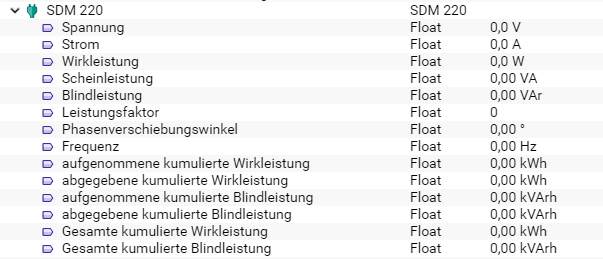 SDM 220 SDM 220
Spannung Float 0,0 V
Strom Float 0,0 A
Wirkleistung Float 0,0 W
Scheinleistung Float 0,00 VA
Blindleistung Float 0,00 VAr
Leistungsfaktor Float 0
Phasenverschiebungswinkel Float 0,00 °
Frequenz Float 0,00 Hz
aufgenommene kumulierte Wirkleistung Float 0,00 kWh
abgegebene kumulierte Wirkleistung Float 0,00 kWh
aufgenommene kumulierte Blindleistung Float 0,00 kVArh
abgegebene kumulierte Blindleistung Float 0,00 kVArh
Gesamte kumulierte Wirkleistung Float 0,00 kWh
Gesamte kumulierte Blindleistung Float 0,00 kVArh